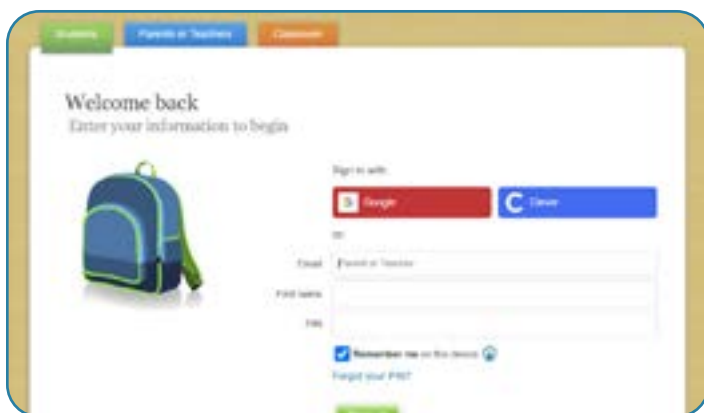 Students Parents or Teachers Classroom
Welcome back
Enter your information to begin
Sign in with:
Google Clever
or
Email Parent or Teacher
First name
PIN
Remember me on this device
Forgot your PIN?